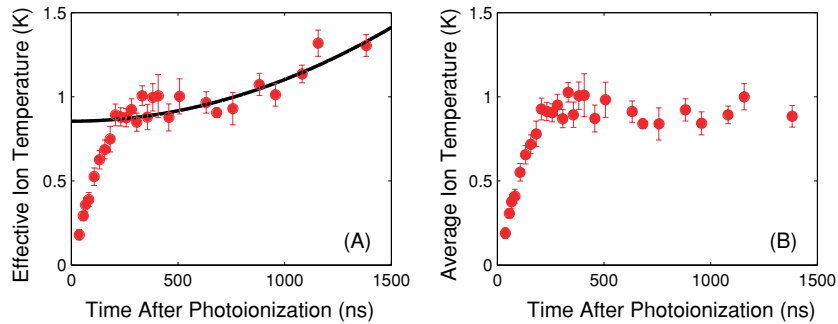 Effective Ion Temperature (K)
1.5
1
0.5
0
0 500 1000 1500
Time After Photoionization (ns)
(A)
Average Ion Temperature (K)
1.5
1
0.5
0
0 500 1000 1500
Time After Photoionization (ns)
(B)